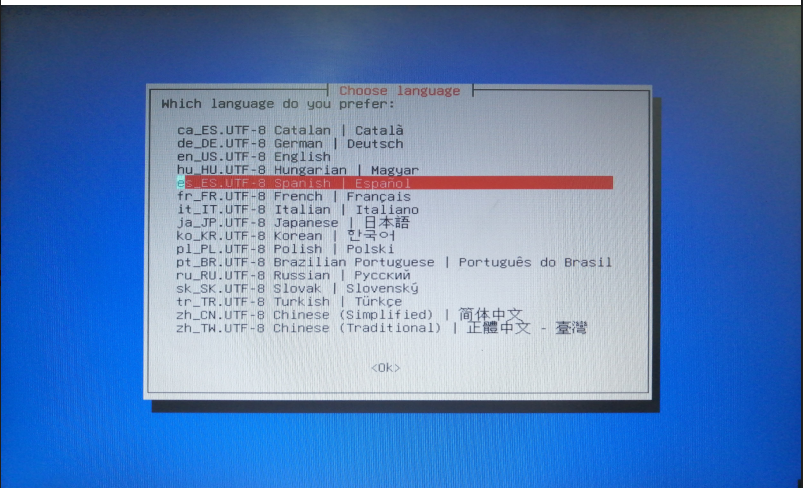 Choose language
Which language do you prefer:
ca_ES.UTF-8 Catalan | Català
de_DE.UTF-8 German | Deutsch
en_US.UTF-8 English
hu_HU.UTF-8 Hungarian | Magyar
es_ES.UTF-8 Spanish | Español
fr_FR.UTF-8 French | Français
it_IT.UTF-8 Italian | Italiano
ja_JP.UTF-8 Japanese | 日本語
ko_KR.UTF-8 Korean | 한국어
pl_PL.UTF-8 Polish | Polski
pt_BR.UTF-8 Brazilian Portuguese | Português do Brasil
ru_RU.UTF-8 Russian | Русский
sk_SK.UTF-8 Slovak | Slovenský
tr_TR.UTF-8 Turkish | Türkçe
zh_CN.UTF-8 Chinese (Simplified) | 简体中文
zh_TW.UTF-8 Chinese (Traditional) | 正體中文 - 臺灣
<Ok>